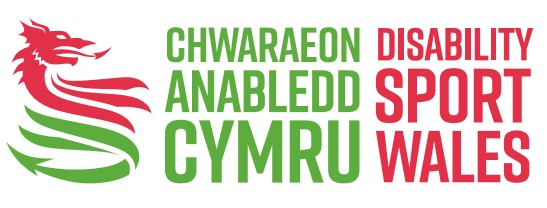 CHWARAEON
ANABLEDD
CYMRU
DISABILITY
SPORT
WALES